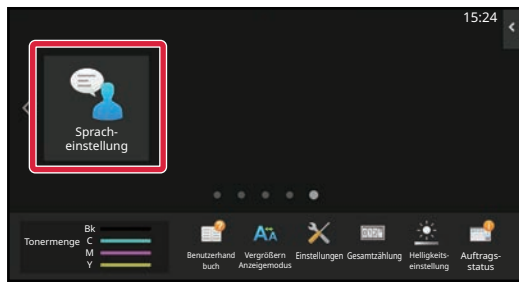 15:24
Sprach-
einstellung
Bk
Tonermenge C
M
Y
Benutzerhand
buch
Vergrößern
Anzeigemodus
Einstellungen
Gesamtzählung
Helligkeits-
einstellung
Auftrags-
status